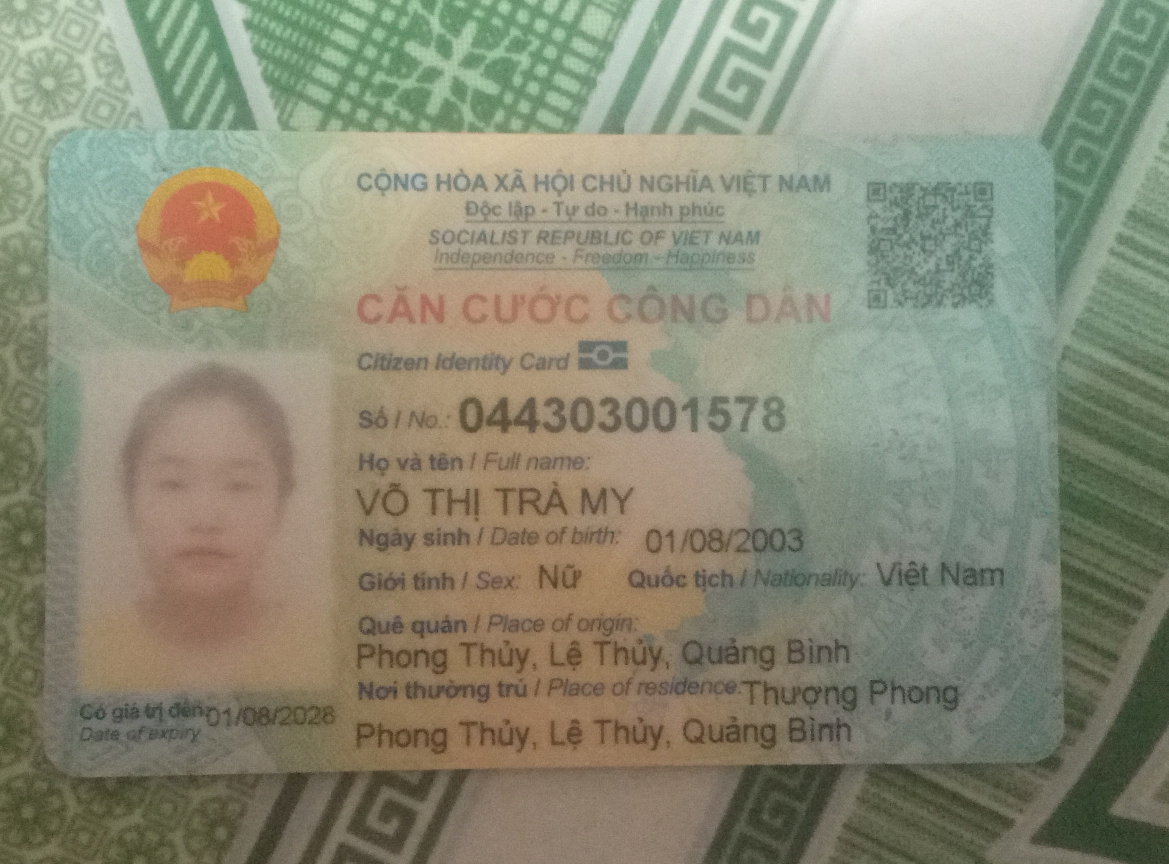 CỘNG HÒA XÃ HỘI CHỦ NGHĨA VIỆT NAM
Độc lập - Tự do - Hạnh phúc
SOCIALIST REPUBLIC OF VIET NAM
Independence - Freedom - Happiness
CĂN CƯỚC CÔNG DÂN
Citizen Identity Card
Số / No.: 044303001578
Họ và tên / Full name:
VÕ THỊ TRÀ MY
Ngày sinh / Date of birth: 01/08/2003
Giới tính / Sex: Nữ Quốc tịch / Nationality: Việt Nam
Quê quán / Place of origin:
Phong Thủy, Lệ Thủy, Quảng Bình
Nơi thường trú / Place of residence: Thượng Phong
Phong Thủy, Lệ Thủy, Quảng Bình
Có giá trị đến: 01/08/2028
Date of expiry